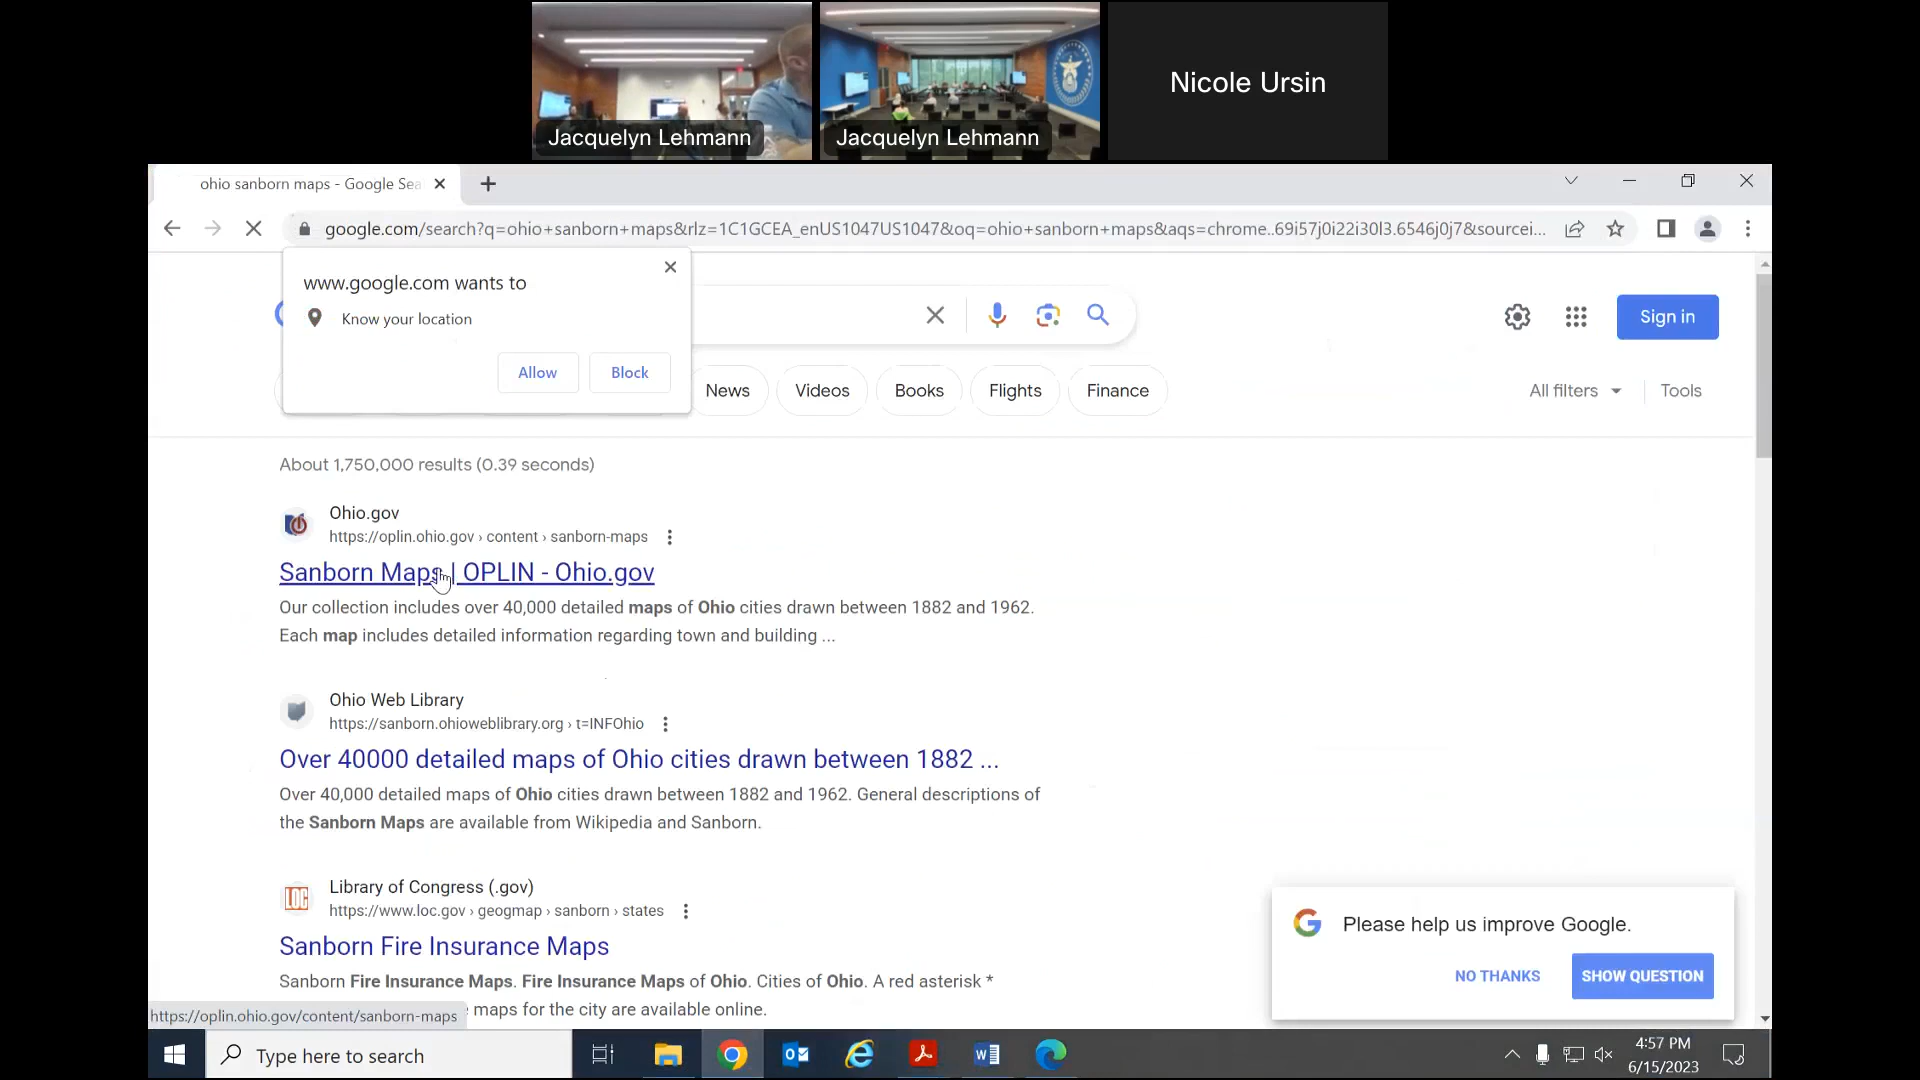 Jacquelyn Lehmann
Jacquelyn Lehmann
Nicole Ursin
ohio sanborn maps - Google Sea
google.com/search?q=ohio+sanborn+maps&rlz=1C1GCEA_enUS1047US1047&oq=ohio+sanborn+maps&aqs=chrome..69i57j0i22i30l3.6546j0j7&sourcei...
www.google.com wants to
Know your location
Allow
Block
Sign in
News
Videos
Books
Flights
Finance
All filters
Tools
About 1,750,000 results (0.39 seconds)
Ohio.gov
https://oplin.ohio.gov › content › sanborn-maps
Sanborn Maps | OPLIN - Ohio.gov
Our collection includes over 40,000 detailed maps of Ohio cities drawn between 1882 and 1962.
Each map includes detailed information regarding town and building ...
Ohio Web Library
https://sanborn.ohioweblibrary.org › t=INFOhio
Over 40000 detailed maps of Ohio cities drawn between 1882 ...
Over 40,000 detailed maps of Ohio cities drawn between 1882 and 1962. General descriptions of
the Sanborn Maps are available from Wikipedia and Sanborn.
LOC
Library of Congress (.gov)
https://www.loc.gov › geogmap › sanborn › states
Sanborn Fire Insurance Maps
Sanborn Fire Insurance Maps. Fire Insurance Maps of Ohio. Cities of Ohio. A red asterisk *
maps for the city are available online.
https://oplin.ohio.gov/content/sanborn-maps
Please help us improve Google.
NO THANKS
SHOW QUESTION
Type here to search
4:57 PM
6/15/2023